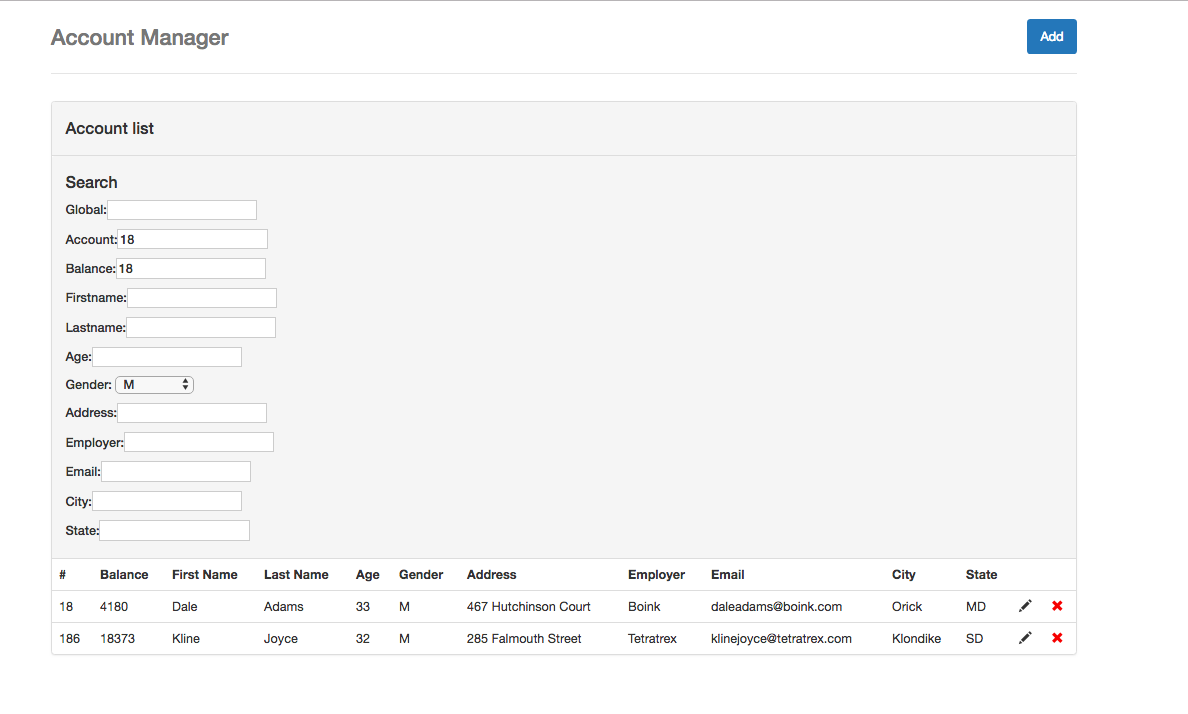 Account Manager
Add
Account list
Search
Global:
Account: 18
Balance: 18
Firstname:
Lastname:
Age:
Gender: M
Address:
Employer:
Email:
City:
State:
# Balance First Name Last Name Age Gender Address Employer Email City State
18 4180 Dale Adams 33 M 467 Hutchinson Court Boink daleadams@boink.com Orick MD
186 18373 Kline Joyce 32 M 285 Falmouth Street Tetratrex klinejoyce@tetratrex.com Klondike SD